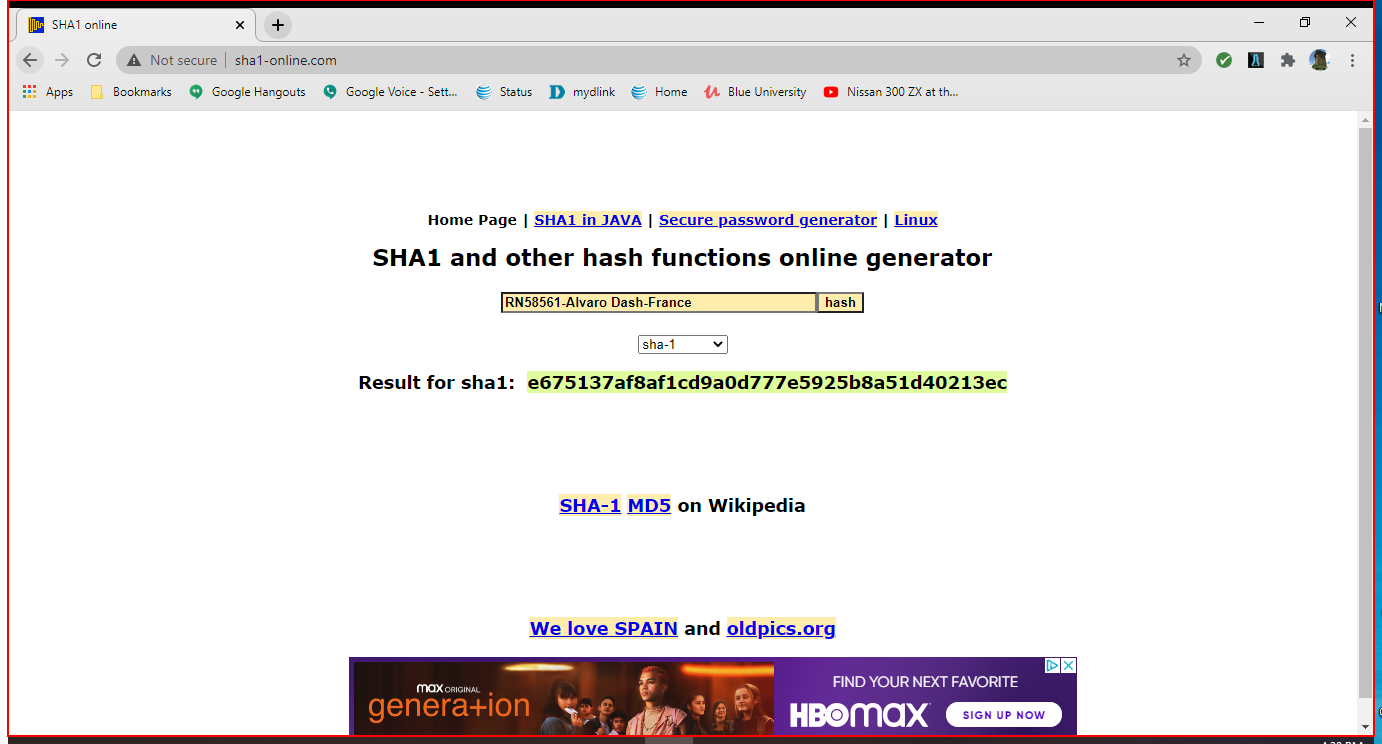 SHA1 online
Not secure | sha1-online.com
Apps Bookmarks Google Hangouts Google Voice - Sett... Status mydlink Home Blue University Nissan 300 ZX at th...
Home Page | SHA1 in JAVA | Secure password generator | Linux
SHA1 and other hash functions online generator
RN58561-Alvaro Dash-France hash
sha-1
Result for sha1: e675137af8af1cd9a0d777e5925b8a51d40213ec
SHA-1 MD5 on Wikipedia
We love SPAIN and oldpics.org
max ORIGINAL
genera+ion
FIND YOUR NEXT FAVORITE
HBOmax SIGN UP NOW